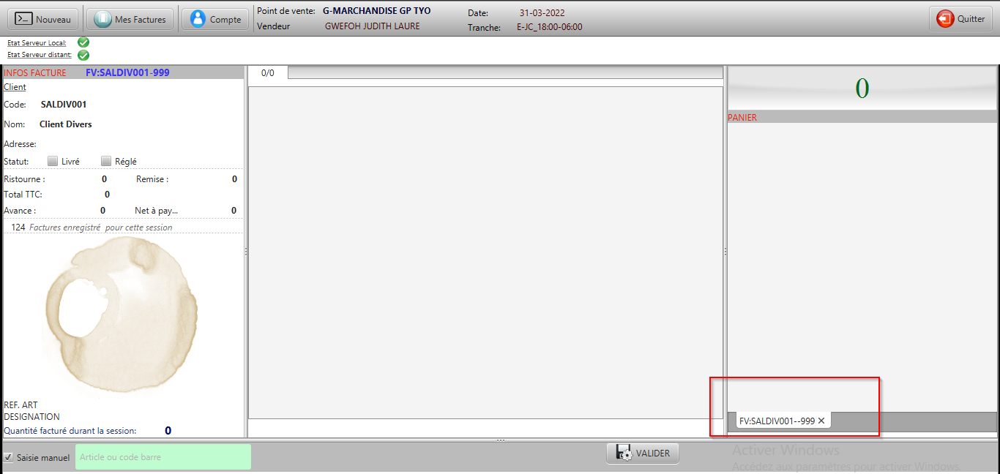 Nouveau
Mes Factures
Compte
Point de vente: G-MARCHANDISE GP TYO
Vendeur GWEFOH JUDITH LAURE
Date: 31-03-2022
Tranche: E-JC_18:00-06:00
Quitter
Etat Serveur Local:
Etat Serveur distant:
INFOS FACTURE FV:SALDIV001-999
Client
Code: SALDIV001
Nom: Client Divers
Adresse:
Statut: Livré Réglé
Ristourne : 0 Remise : 0
Total TTC: 0
Avance : 0 Net à pay... 0
124 Factures enregistré pour cette session
REF. ART
DESIGNATION
Quantité facturé durant la session: 0
0/0
0
PANIER
FV:SALDIV001--999
Saisie manuel
Article ou code barre
VALIDER
Activer Windows
Accédez aux paramètres pour activer Windows.